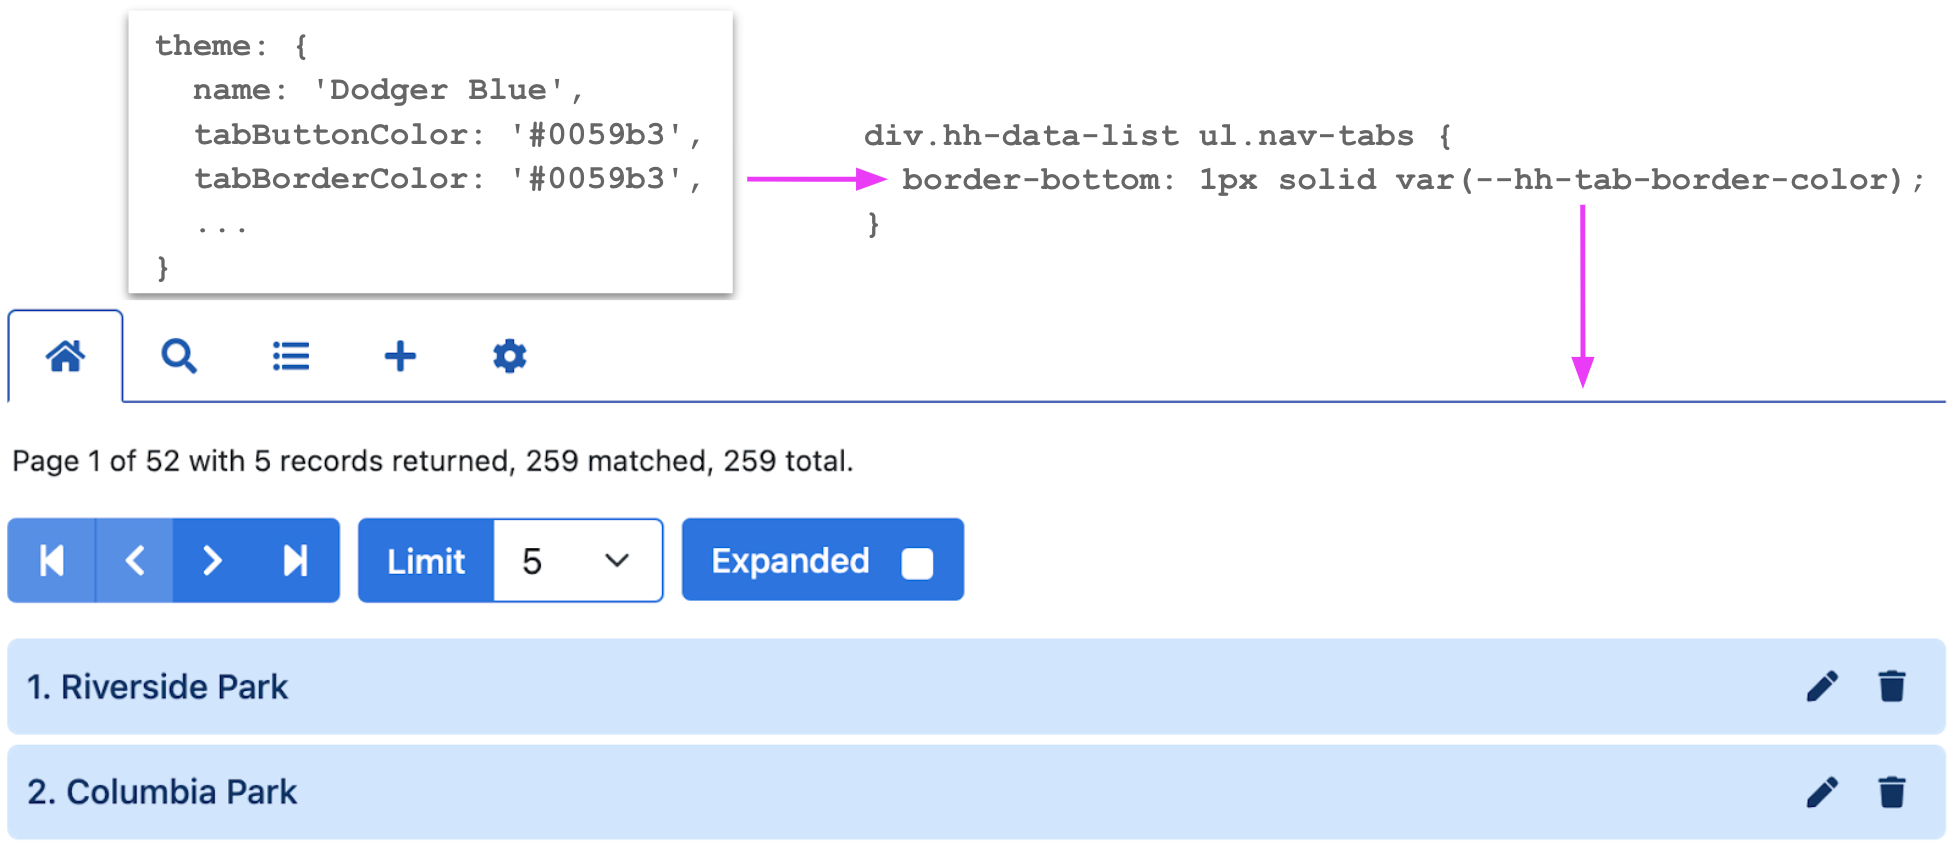 theme: {
name: 'Dodger Blue',
tabButtonColor: '#0059b3',
tabBorderColor: '#0059b3',
...
}
div.hh-data-list ul.nav-tabs {
border-bottom: 1px solid var(--hh-tab-border-color);
}
Page 1 of 52 with 5 records returned, 259 matched, 259 total.
Limit 5 Expanded
1. Riverside Park
2. Columbia Park